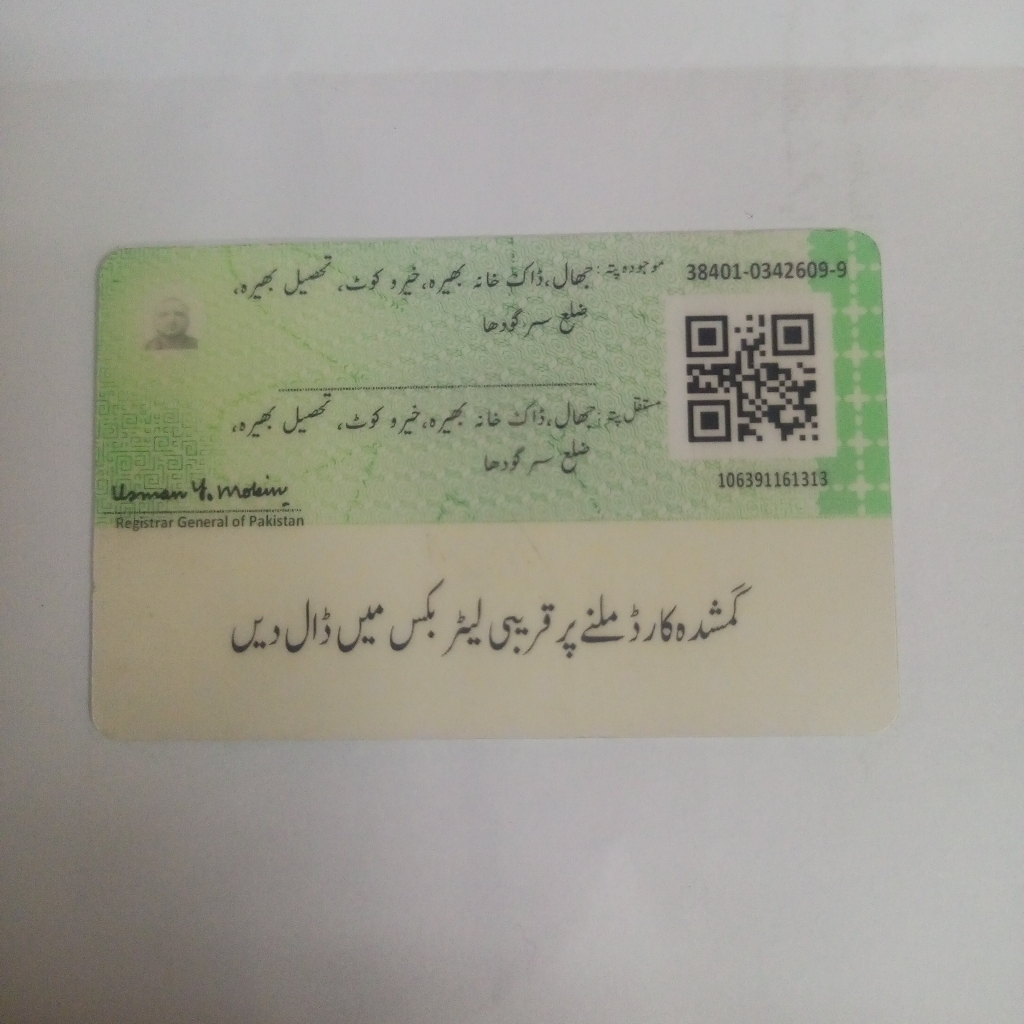 موجودہ پتہ: جھال، ڈاک خانہ بھیرہ، خیرو کوٹ، تحصیل بھیرہ،
ضلع سرگودھا
38401-0342609-9
مستقل پتہ: جھال، ڈاک خانہ بھیرہ، خیرو کوٹ، تحصیل بھیرہ،
ضلع سرگودھا
106391161313
Usman Y. Mobin
Registrar General of Pakistan
گمشدہ کارڈ ملنے پر قریبی لیٹر بکس میں ڈال دیں